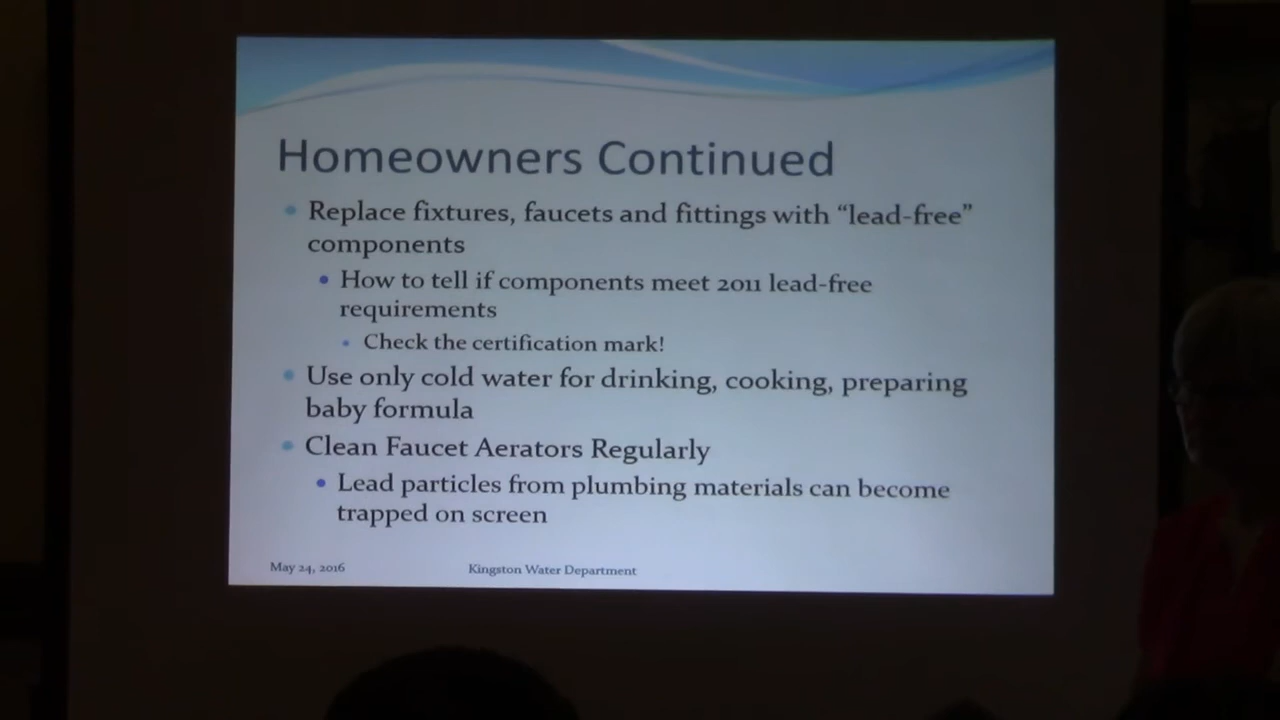 Homeowners Continued
Replace fixtures, faucets and fittings with “lead-free”
components
How to tell if components meet 2011 lead-free
requirements
Check the certification mark!
Use only cold water for drinking, cooking, preparing
baby formula
Clean Faucet Aerators Regularly
Lead particles from plumbing materials can become
trapped on screen
May 24, 2016
Kingston Water Department